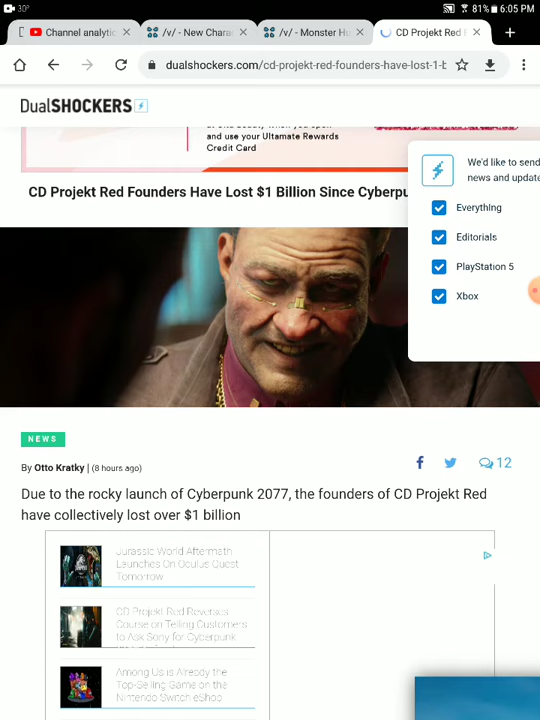 30°
81% 6:05 PM
Channel analytic
/v/ - New Chara
/v/ - Monster Hu
CD Projekt Red F
dualshockers.com/cd-projekt-red-founders-have-lost-1-b
DualSHOCKERS
and use your Ultamate Rewards
Credit Card
CD Projekt Red Founders Have Lost $1 Billion Since Cyberpu
We'd like to send
news and update
Everything
Editorials
PlayStation 5
Xbox
NEWS
By Otto Kratky | (8 hours ago)
12
Due to the rocky launch of Cyberpunk 2077, the founders of CD Projekt Red
have collectively lost over $1 billion
Jurassic World Aftermath
Launches On Oculus Quest
Tomorrow
CD Projekt Red Reverses
Course on Telling Customers
to Ask Sony for Cyberpunk
Among Us is Already the
Top-Selling Game on the
Nintendo Switch eShop